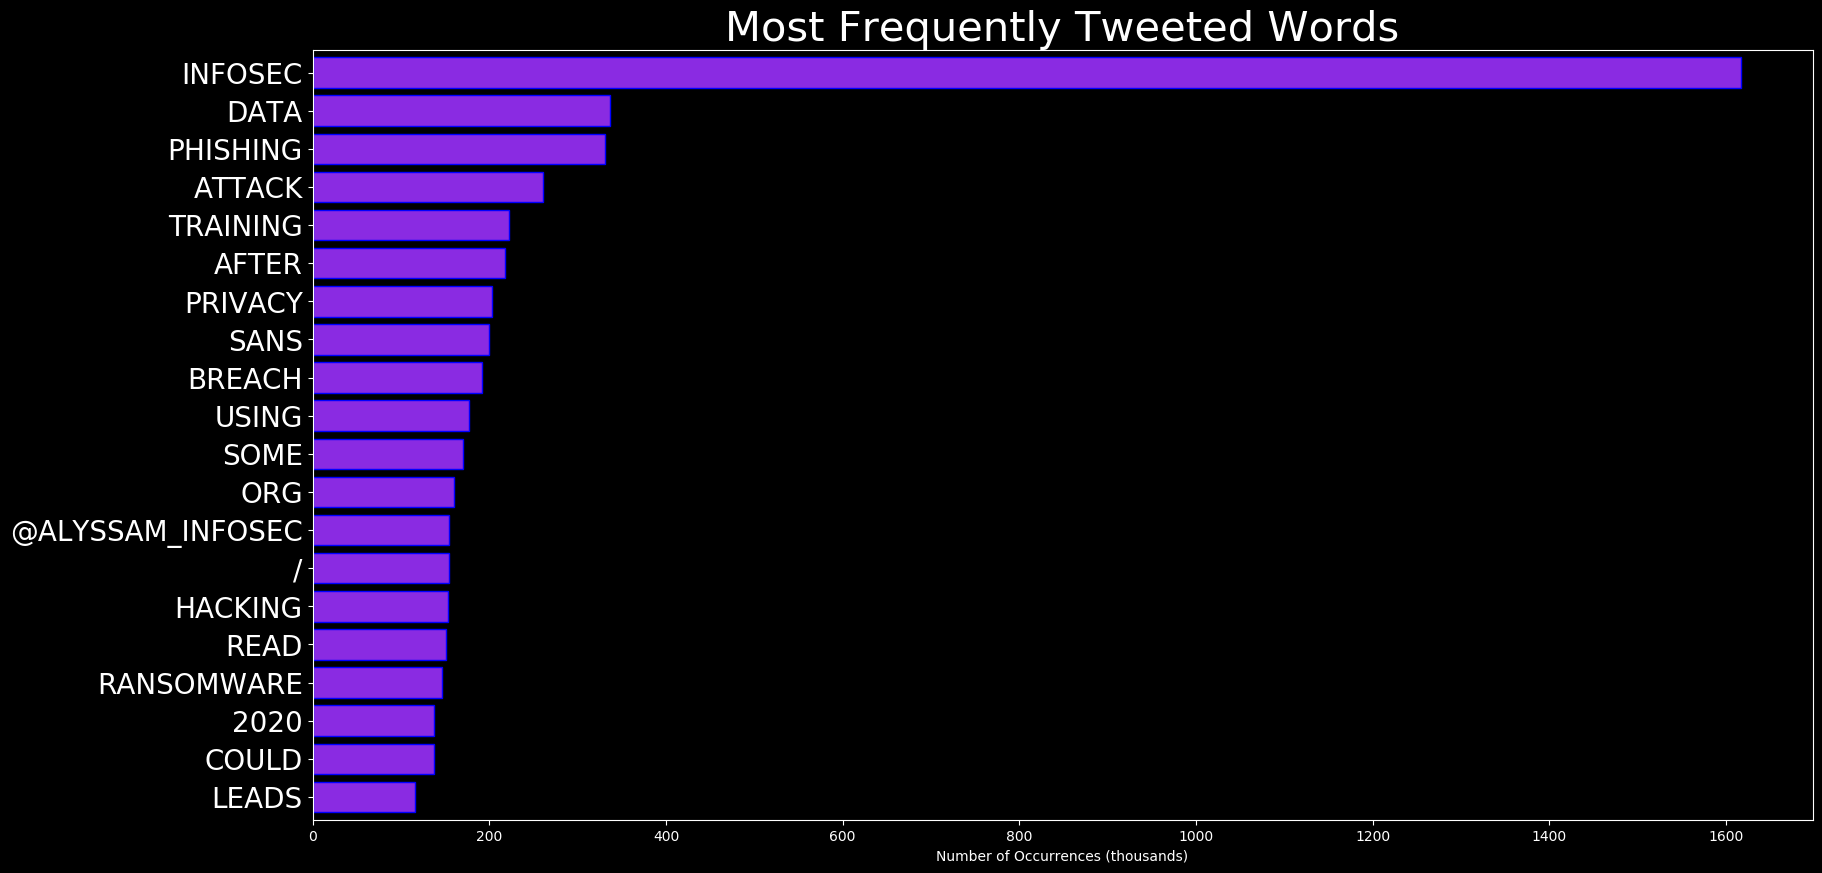 Most Frequently Tweeted Words
INFOSEC
DATA
PHISHING
ATTACK
TRAINING
AFTER
PRIVACY
SANS
BREACH
USING
SOME
ORG
@ALYSSAM_INFOSEC
/
HACKING
READ
RANSOMWARE
2020
COULD
LEADS
0 200 400 600 800 1000 1200 1400 1600
Number of Occurrences (thousands)